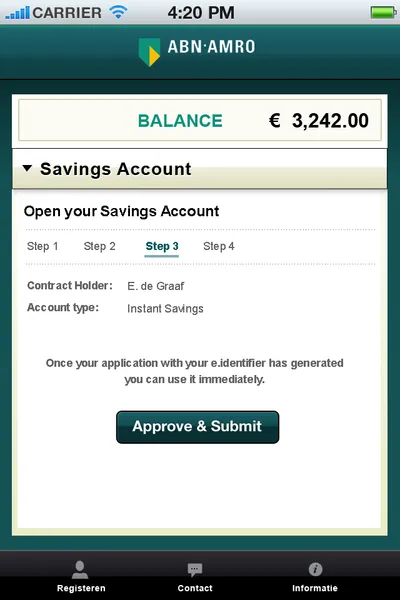 CARRIER 4:20 PM
ABN·AMRO
BALANCE € 3,242.00
Savings Account
Open your Savings Account
Step 1 Step 2 Step 3 Step 4
Contract Holder: E. de Graaf
Account type: Instant Savings
Once your application with your e.identifier has generated
you can use it immediately.
Approve & Submit
Registeren Contact Informatie